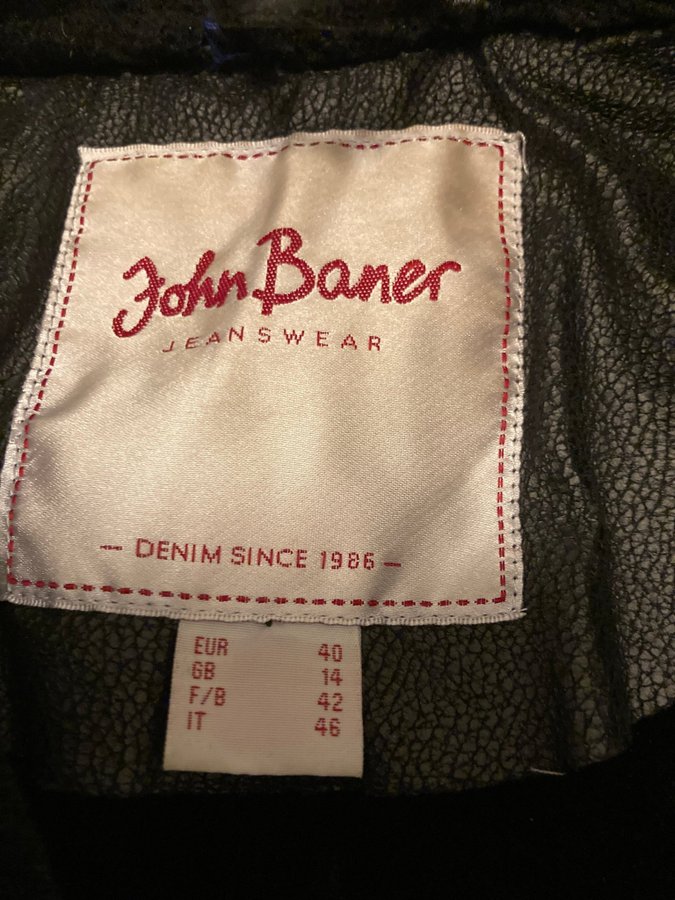 John Baner
JEANSWEAR
— DENIM SINCE 1986 —
EUR 40
GB 14
F/B 42
IT 46